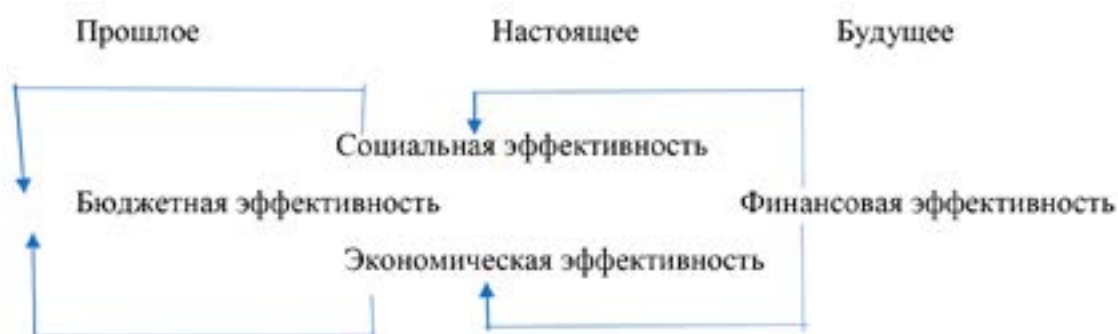 Прошлое Настоящее Будущее
Социальная эффективность
Бюджетная эффективность Финансовая эффективность
Экономическая эффективность